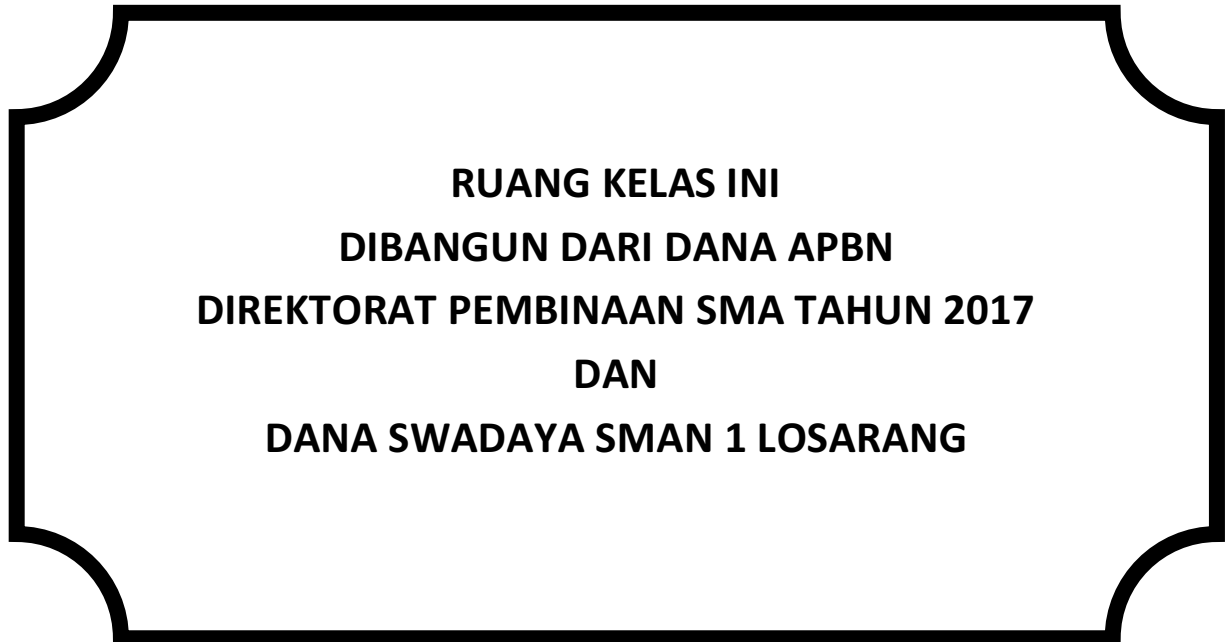 RUANG KELAS INI
DIBANGUN DARI DANA APBN
DIREKTORAT PEMBINAAN SMA TAHUN 2017
DAN
DANA SWADAYA SMAN 1 LOSARANG